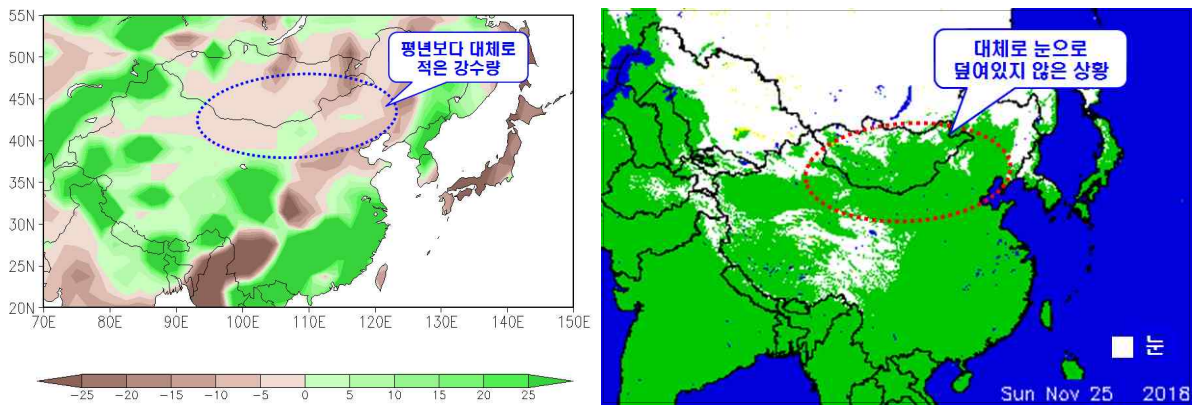 55N
50N
45N
40N
35N
30N
25N
20N
70E 80E 90E 100E 110E 120E 130E 140E 150E
평년보다 대체로
적은 강수량
-25 -20 -15 -10 -5 0 5 10 15 20 25
대체로 눈으로
덮여있지 않은 상황
눈
Sun Nov 25 2018